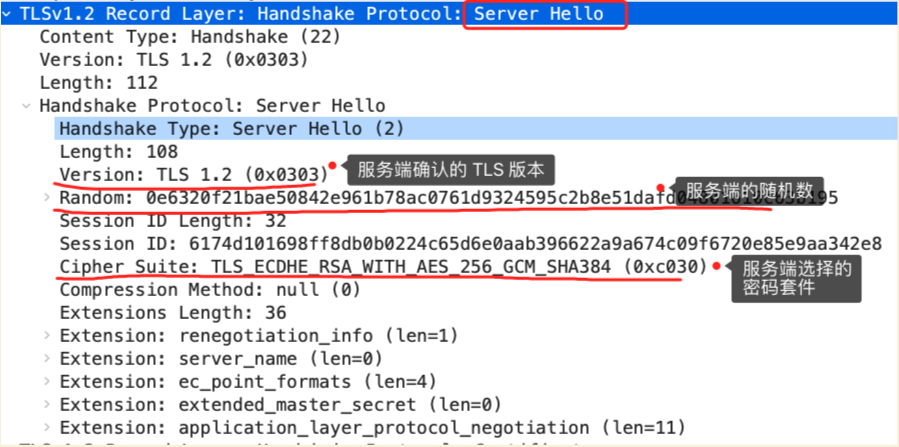 TLSv1.2 Record Layer: Handshake Protocol: Server Hello
Content Type: Handshake (22)
Version: TLS 1.2 (0x0303)
Length: 112
Handshake Protocol: Server Hello
Handshake Type: Server Hello (2)
Length: 108
Version: TLS 1.2 (0x0303)
服务端确认的 TLS 版本
Random: 0e6320f21bae50842e961b78ac0761d9324595c2b8e51dafd
服务端的随机数
Session ID Length: 32
Session ID: 6174d101698ff8db0b0224c65d6e0aab396622a9a674c09f6720e85e9aa342e8
Cipher Suite: TLS_ECDHE_RSA_WITH_AES_256_GCM_SHA384 (0xc030)
服务端选择的
密码套件
Compression Method: null (0)
Extensions Length: 36
Extension: renegotiation_info (len=1)
Extension: server_name (len=0)
Extension: ec_point_formats (len=4)
Extension: extended_master_secret (len=0)
Extension: application_layer_protocol_negotiation (len=11)